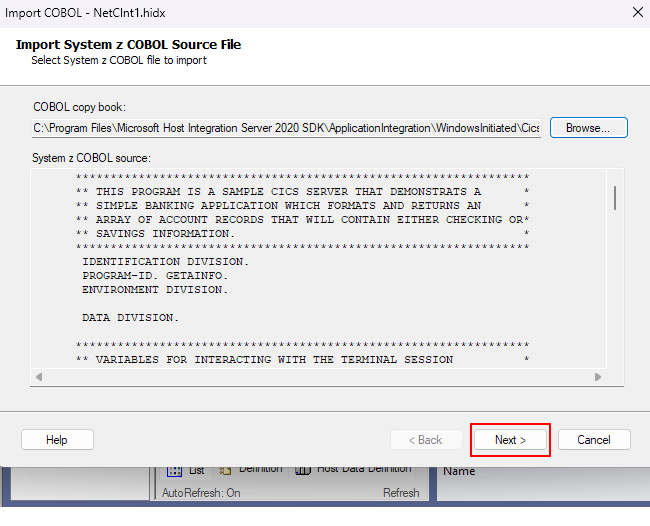 Import COBOL - NetClnt1.hidx
Import System z COBOL Source File
Select System z COBOL file to import
COBOL copy book:
C:\Program Files\Microsoft Host Integration Server 2020 SDK\ApplicationIntegration\WindowsInitiated\Cics
Browse...
System z COBOL source:
*****************************************************************
** THIS PROGRAM IS A SAMPLE CICS SERVER THAT DEMONSTRATS A *
** SIMPLE BANKING APPLICATION WHICH FORMATS AND RETURNS AN *
** ARRAY OF ACCOUNT RECORDS THAT WILL CONTAIN EITHER CHECKING OR*
** SAVINGS INFORMATION. *
*****************************************************************
IDENTIFICATION DIVISION.
PROGRAM-ID. GETAINFO.
ENVIRONMENT DIVISION.
DATA DIVISION.
*****************************************************************
** VARIABLES FOR INTERACTING WITH THE TERMINAL SESSION *
Help
< Back
Next >
Cancel
List
Definition
Host Data Definition
Name
AutoRefresh: On
Refresh